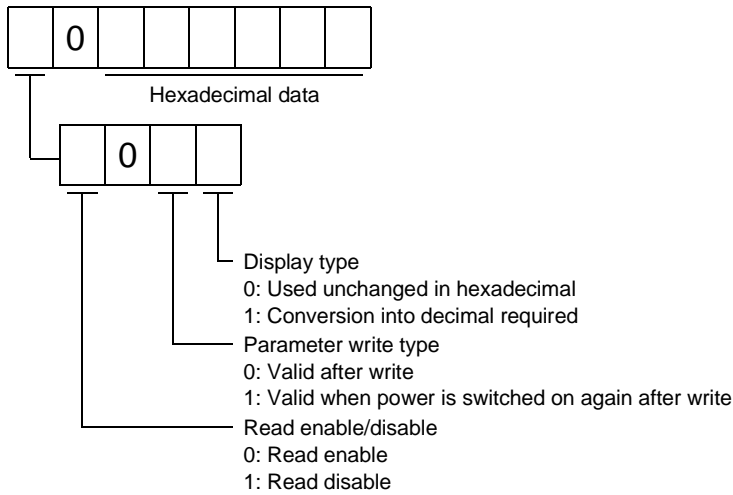 0
Hexadecimal data
0
Display type
0: Used unchanged in hexadecimal
1: Conversion into decimal required
Parameter write type
0: Valid after write
1: Valid when power is switched on again after write
Read enable/disable
0: Read enable
1: Read disable